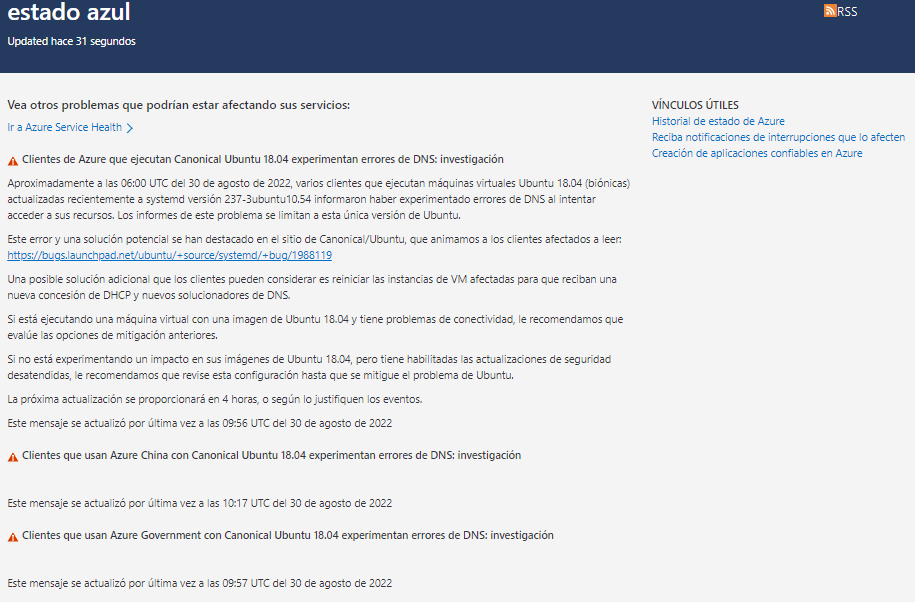 estado azul
RSS
Updated hace 31 segundos
Vea otros problemas que podrían estar afectando sus servicios:
Ir a Azure Service Health
Clientes de Azure que ejecutan Canonical Ubuntu 18.04 experimentan errores de DNS: investigación
Aproximadamente a las 06:00 UTC del 30 de agosto de 2022, varios clientes que ejecutan máquinas virtuales Ubuntu 18.04 (biónicas)
actualizadas recientemente a systemd versión 237-3ubuntu10.54 informaron haber experimentado errores de DNS al intentar
acceder a sus recursos. Los informes de este problema se limitan a esta única versión de Ubuntu.
Este error y una solución potencial se han destacado en el sitio de Canonical/Ubuntu, que animamos a los clientes afectados a leer:
https://bugs.launchpad.net/ubuntu/+source/systemd/+bug/1988119
Una posible solución adicional que los clientes pueden considerar es reiniciar las instancias de VM afectadas para que reciban una
nueva concesión de DHCP y nuevos solucionadores de DNS.
Si está ejecutando una máquina virtual con una imagen de Ubuntu 18.04 y tiene problemas de conectividad, le recomendamos que
evalúe las opciones de mitigación anteriores.
Si no está experimentando un impacto en sus imágenes de Ubuntu 18.04, pero tiene habilitadas las actualizaciones de seguridad
desatendidas, le recomendamos que revise esta configuración hasta que se mitigue el problema de Ubuntu.
La próxima actualización se proporcionará en 4 horas, o según lo justifiquen los eventos.
Este mensaje se actualizó por última vez a las 09:56 UTC del 30 de agosto de 2022
Clientes que usan Azure China con Canonical Ubuntu 18.04 experimentan errores de DNS: investigación
Este mensaje se actualizó por última vez a las 10:17 UTC del 30 de agosto de 2022
Clientes que usan Azure Government con Canonical Ubuntu 18.04 experimentan errores de DNS: investigación
Este mensaje se actualizó por última vez a las 09:57 UTC del 30 de agosto de 2022
VÍNCULOS ÚTILES
Historial de estado de Azure
Reciba notificaciones de interrupciones que lo afecten
Creación de aplicaciones confiables en Azure